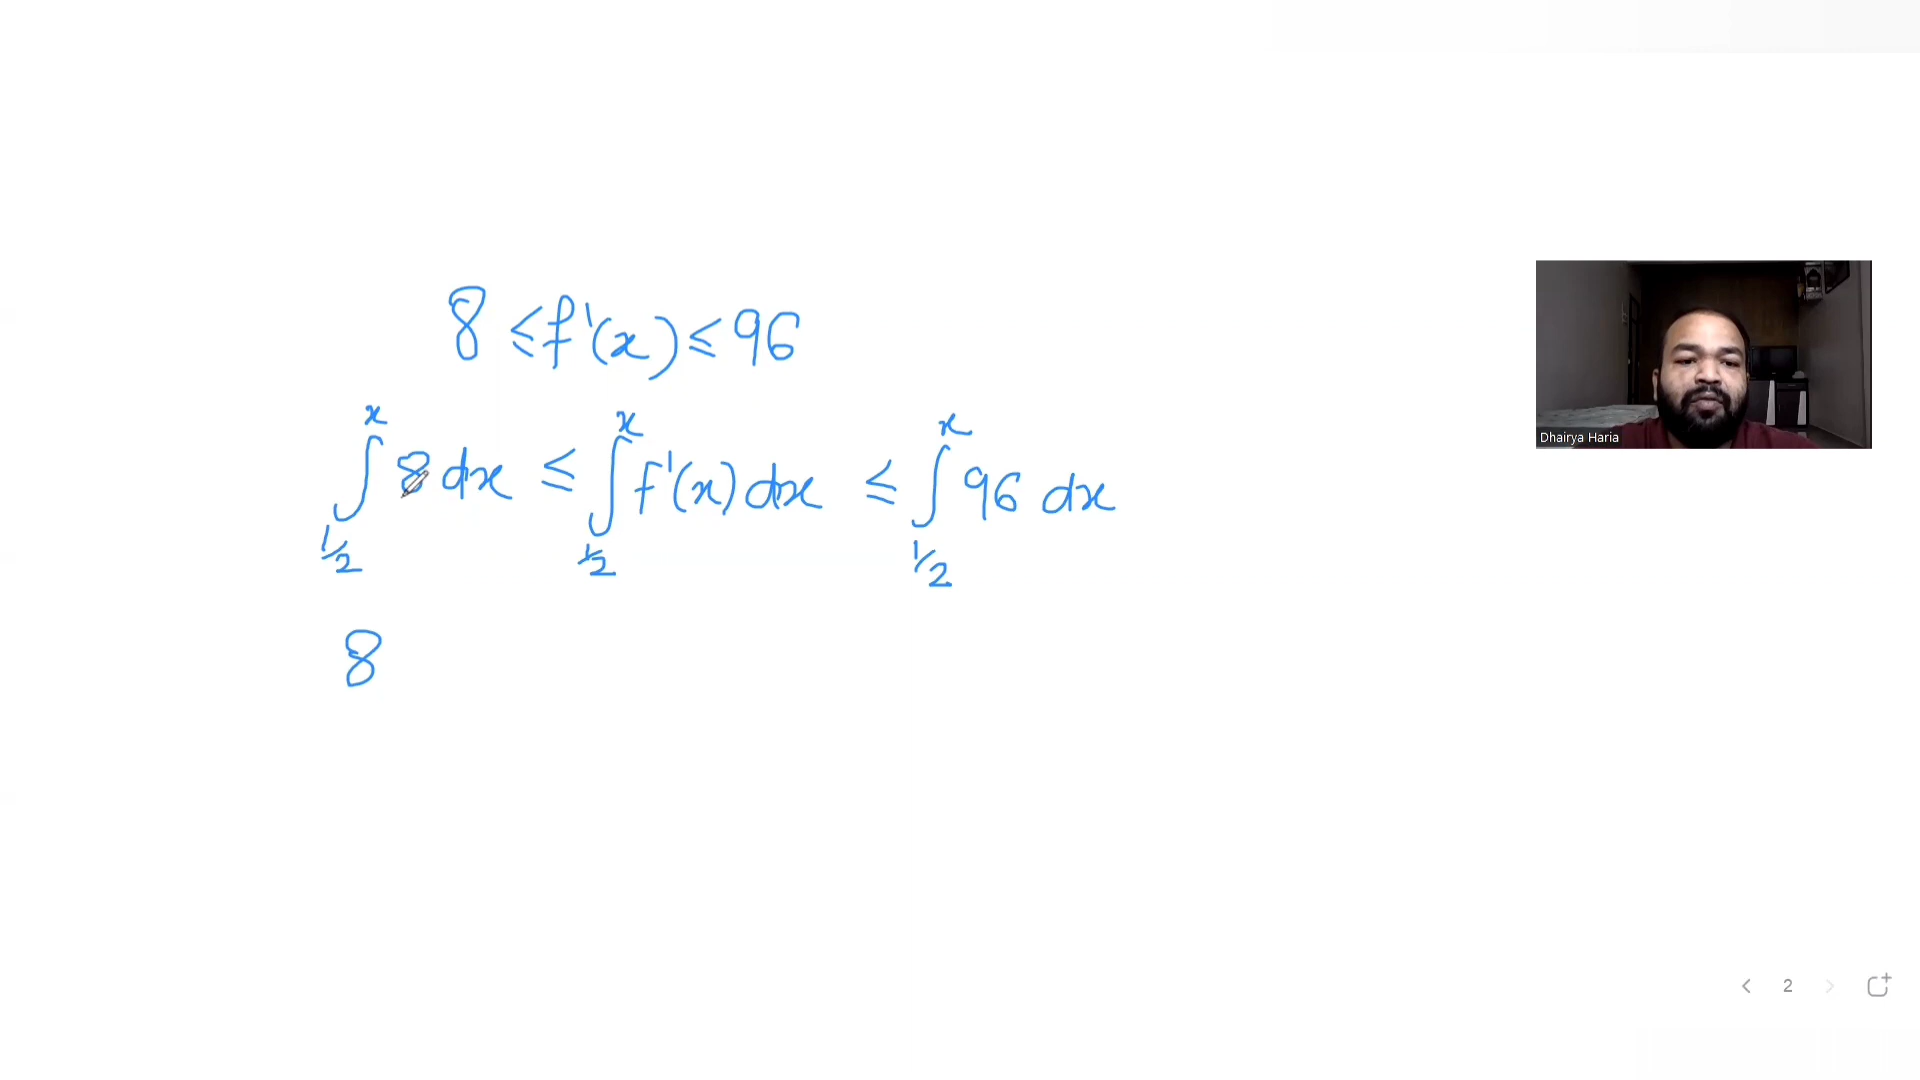 8 ≤ f'(x) ≤ 96
∫_{1/2}^{x} 8 dx ≤ ∫_{1/2}^{x} f'(x) dx ≤ ∫_{1/2}^{x} 96 dx
Dhairya Haria
8
2